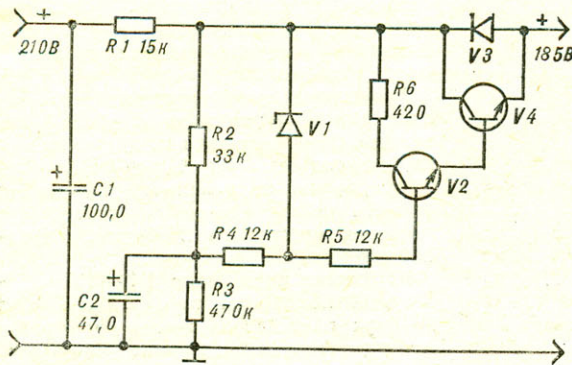 +
210В
R1 15к
+
185В
V3
R6
420
V4
R2
33к
V1
V2
+
C1
100,0
R4 12к
R5 12к
+
C2
47,0
R3
470к